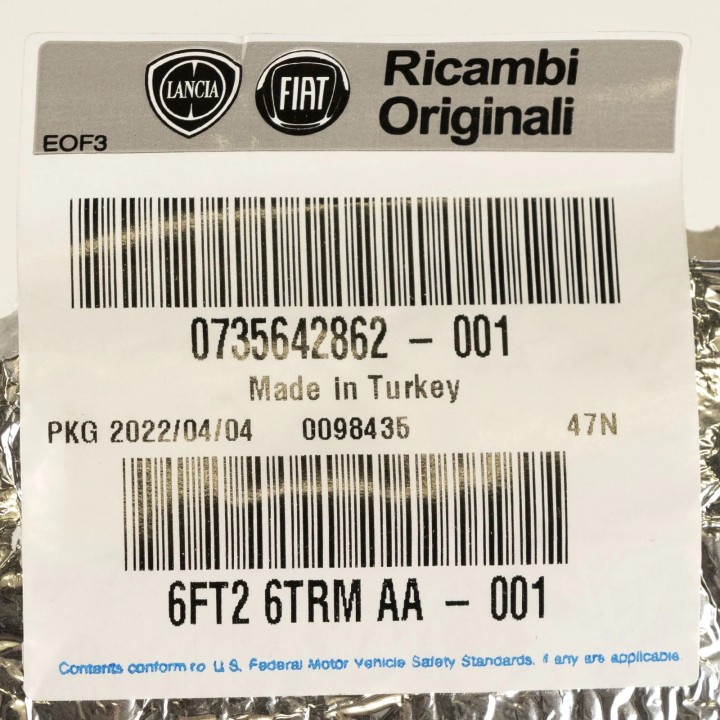 LANCIA FIAT Ricambi
Originali
EOF3
0735642862 - 001
Made in Turkey
PKG 2022/04/04 0098435 47N
6FT2 6TRM AA - 001
Contents conform to U.S. Federal Motor Vehicle Safety Standards, if any are applicable.